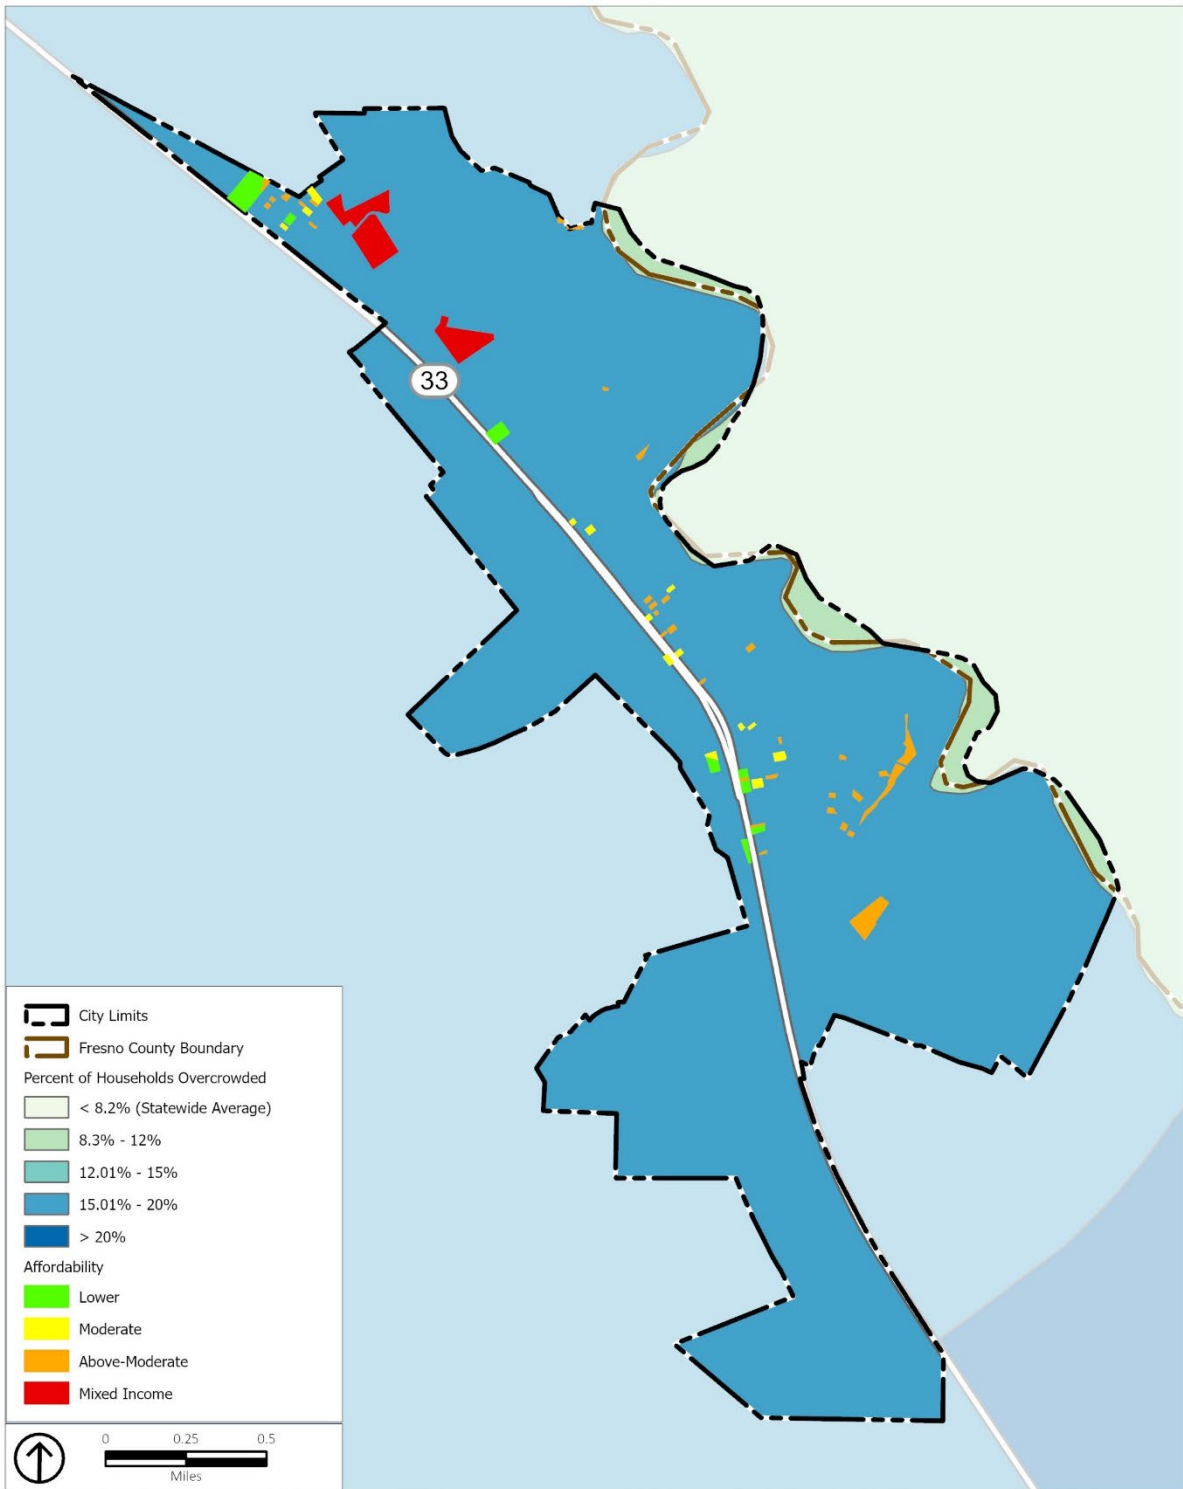 33
City Limits
Fresno County Boundary
Percent of Households Overcrowded
< 8.2% (Statewide Average)
8.3% - 12%
12.01% - 15%
15.01% - 20%
> 20%
Affordability
Lower
Moderate
Above-Moderate
Mixed Income
0 0.25 0.5
Miles